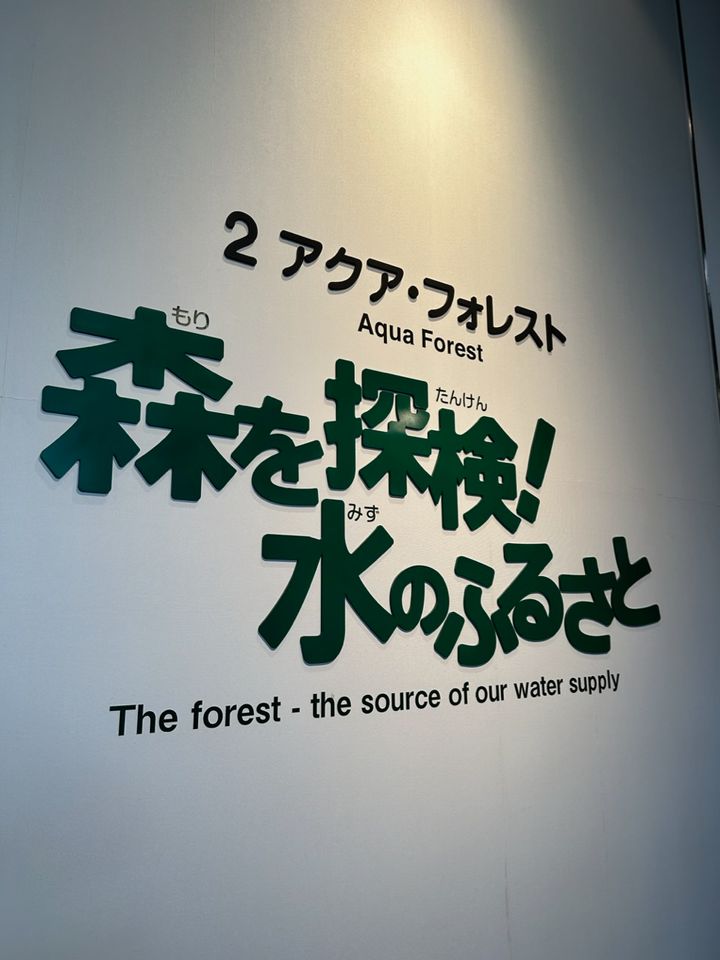 2 アクア・フォレスト
Aqua Forest
もり
森を探検!
たんけん
みず
水のふるさと
The forest - the source of our water supply